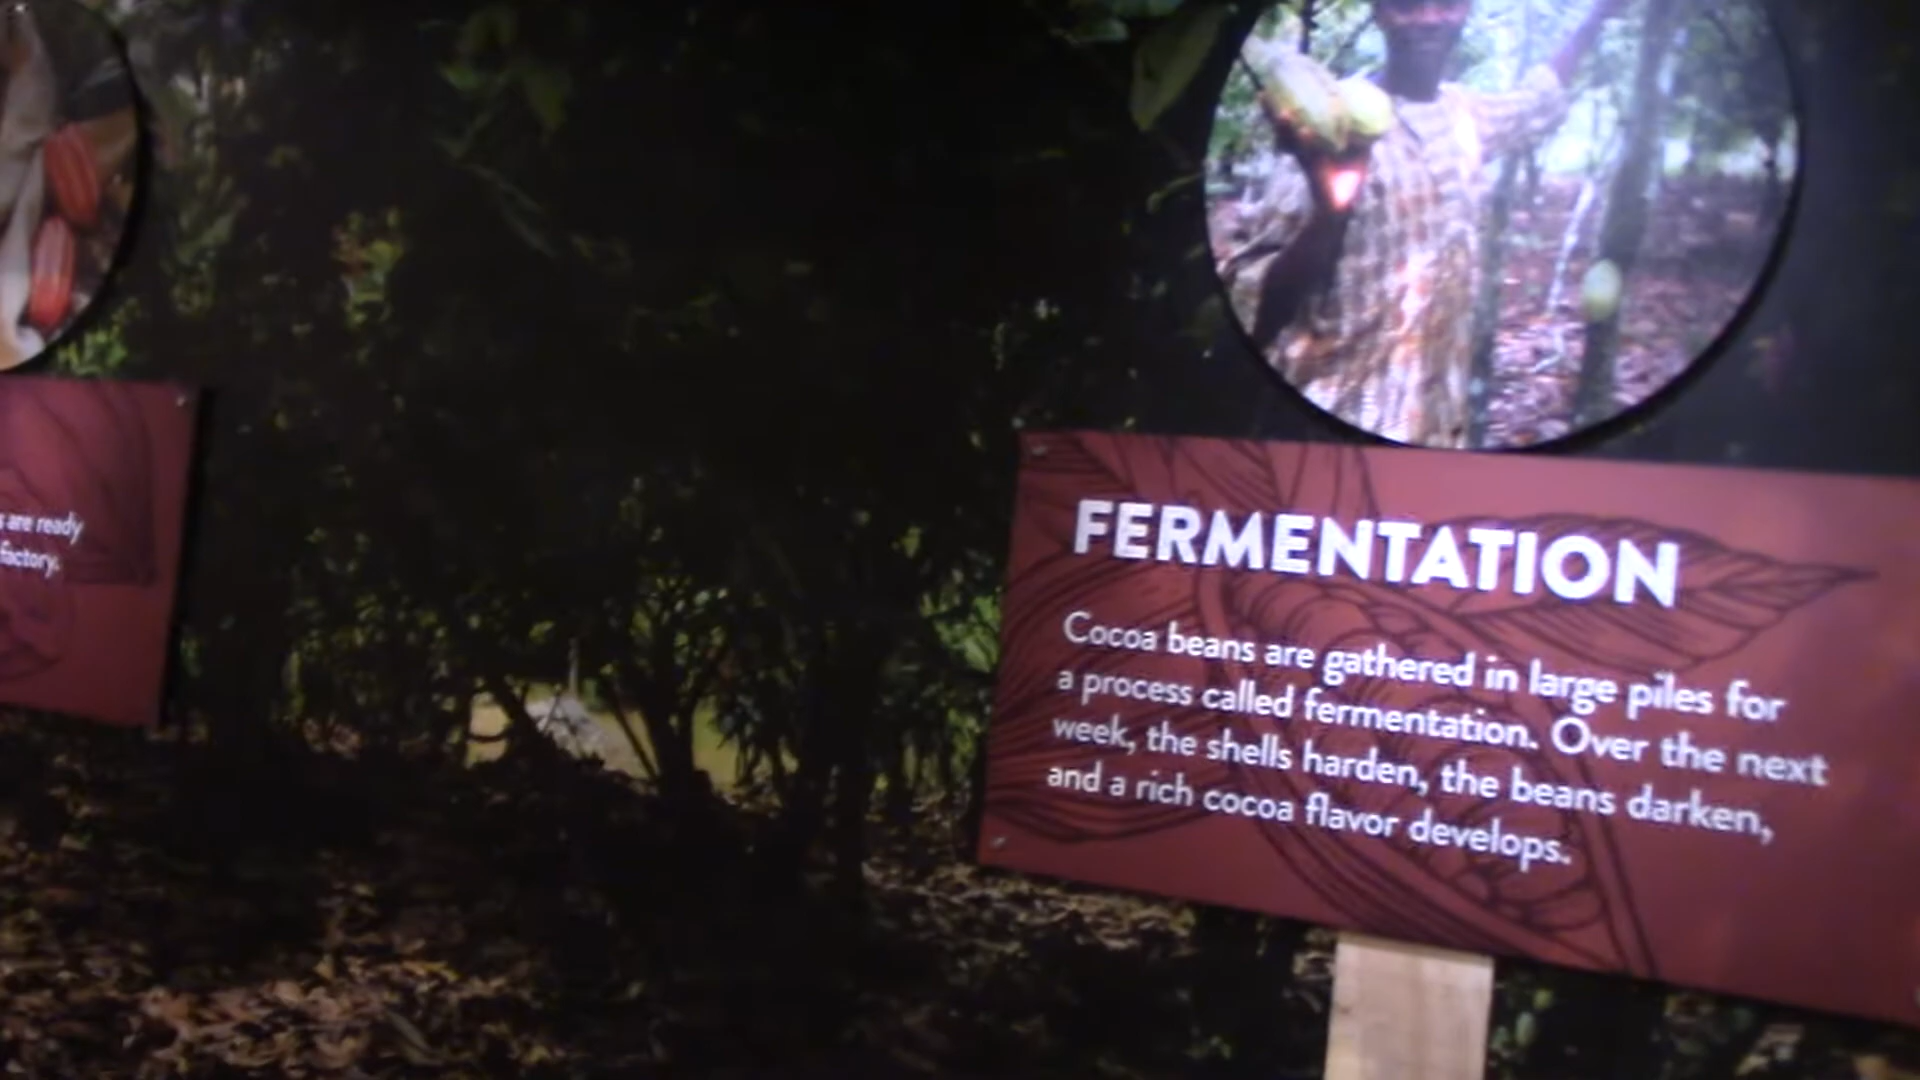 are ready
factory.
FERMENTATION
Cocoa beans are gathered in large piles for
a process called fermentation. Over the next
week, the shells harden, the beans darken,
and a rich cocoa flavor develops.